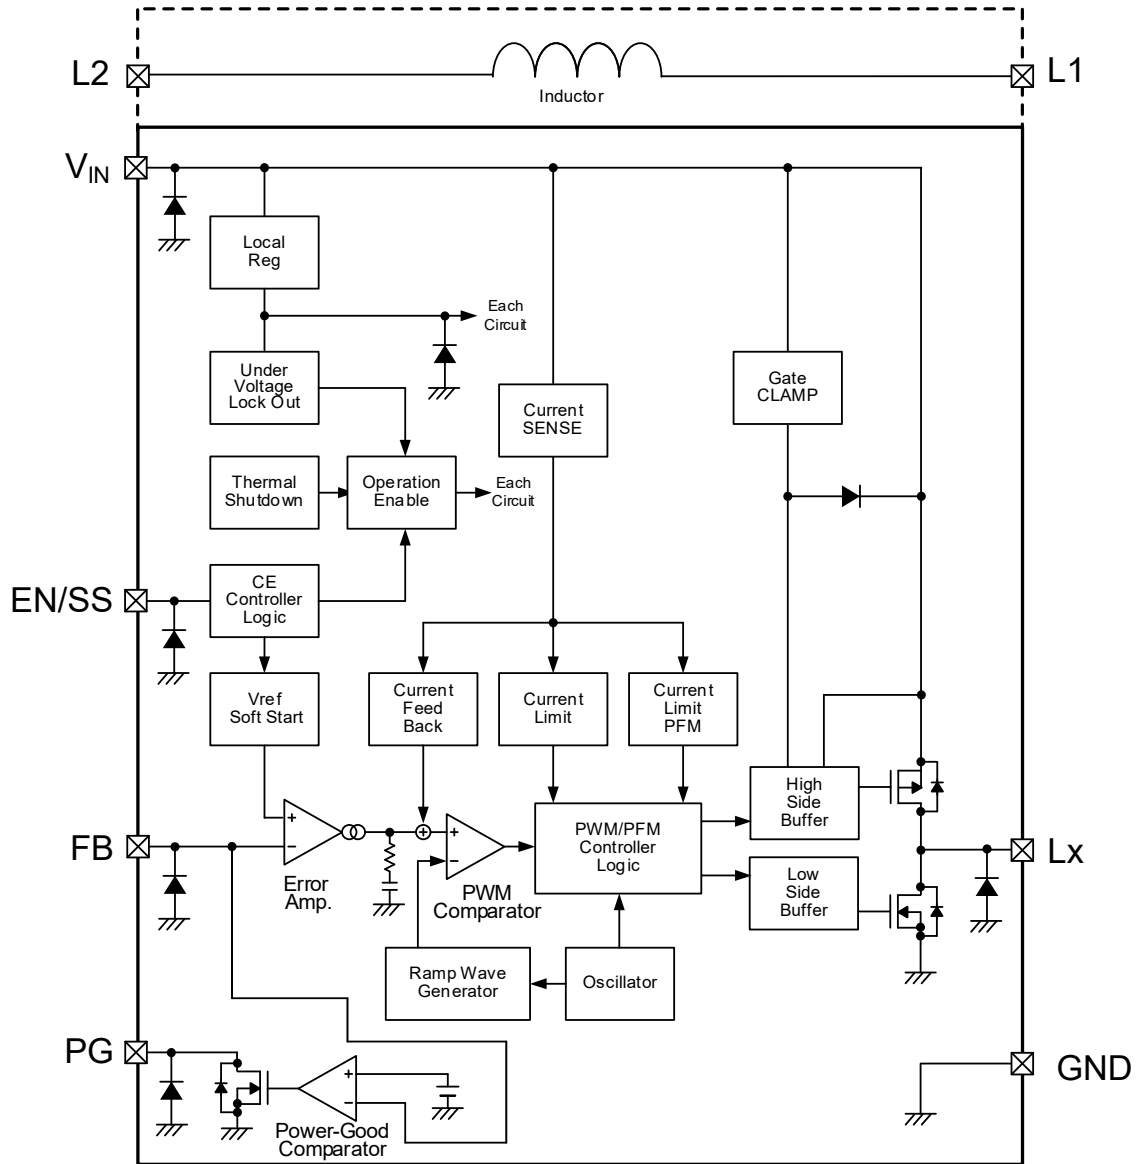 L2
L1
Inductor
VIN
Local
Reg
Each
Circuit
Under
Voltage
Lock Out
Gate
CLAMP
Current
SENSE
Thermal
Shutdown
Operation
Enable
Each
Circuit
EN/SS
CE
Controller
Logic
Vref
Soft Start
Current
Feed
Back
Current
Limit
Current
Limit
PFM
High
Side
Buffer
FB
+
−
Error
Amp.
+
+
−
PWM
Comparator
PWM/PFM
Controller
Logic
Low
Side
Buffer
Lx
Ramp Wave
Generator
Oscillator
PG
+
−
Power-Good
Comparator
GND